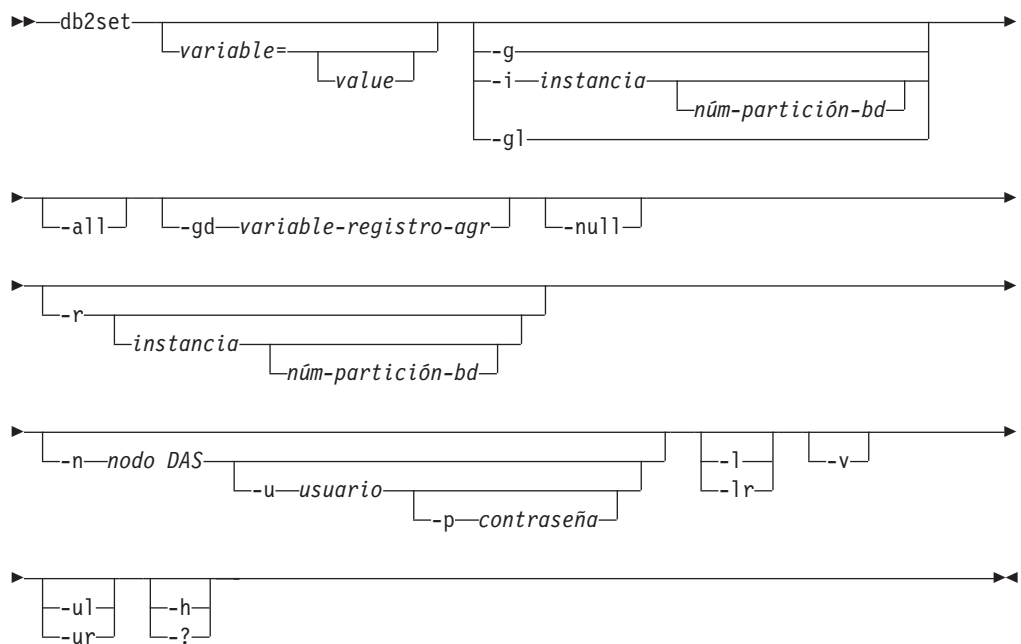 db2set
variable=
value
-g
-i instancia
núm-partición-bd
-gl
-all
-gd variable-registro-agr
-null
-r
instancia
núm-partición-bd
-n nodo DAS
-u usuario
-p contraseña
-l
-lr
-v
-ul
-ur
-h
-?